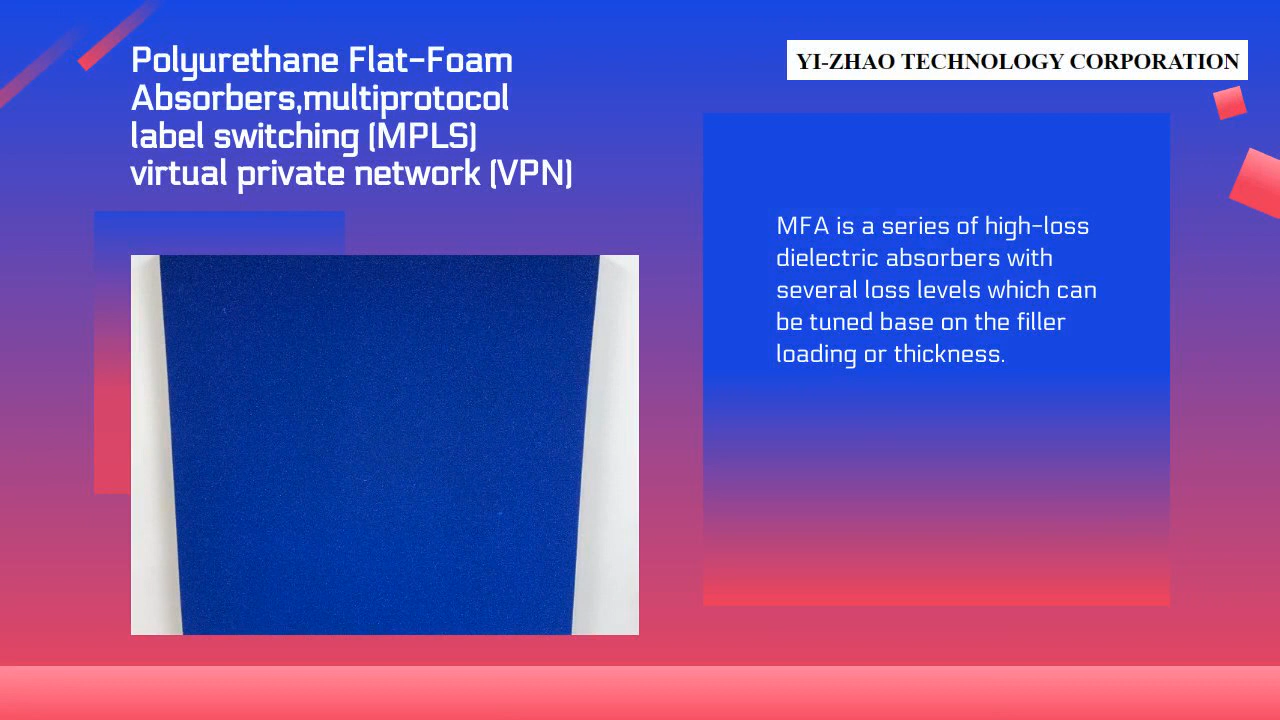 Polyurethane Flat-Foam
Absorbers,multiprotocol
label switching (MPLS)
virtual private network (VPN)
YI-ZHAO TECHNOLOGY CORPORATION
MFA is a series of high-loss
dielectric absorbers with
several loss levels which can
be tuned base on the filler
loading or thickness.